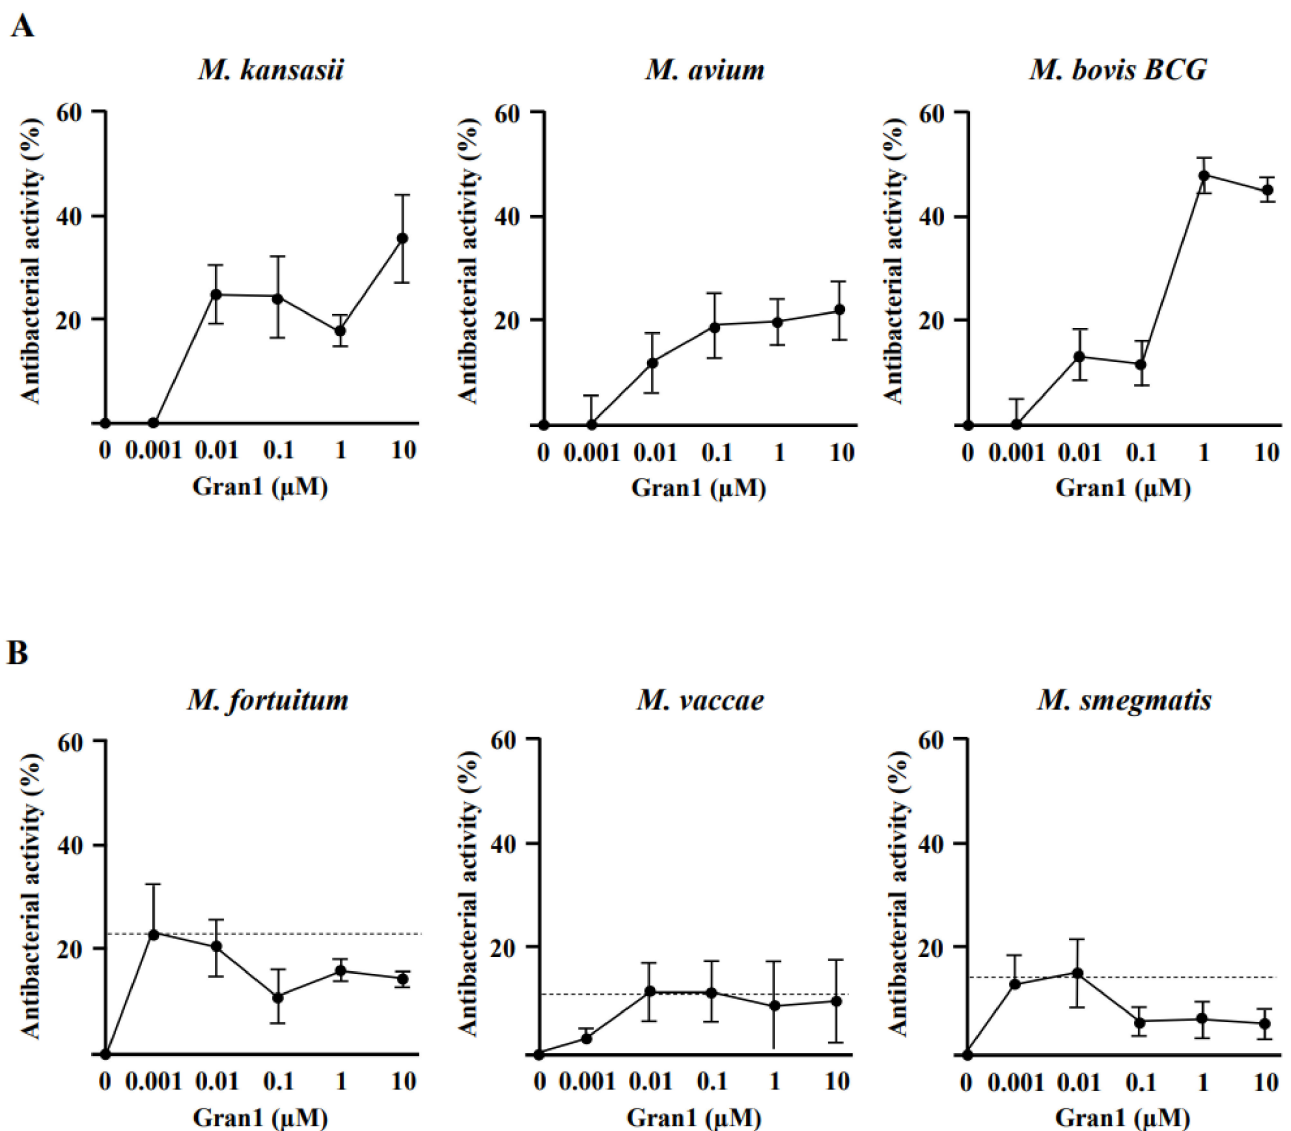 A
M. kansasii
M. avium
M. bovis BCG
Antibacterial activity (%)
60
40
20
0 0.001 0.01 0.1 1 10
Gran1 (µM)
Antibacterial activity (%)
60
40
20
0 0.001 0.01 0.1 1 10
Gran1 (µM)
Antibacterial activity (%)
60
40
20
0 0.001 0.01 0.1 1 10
Gran1 (µM)
B
M. fortuitum
M. vaccae
M. smegmatis
Antibacterial activity (%)
60
40
20
0 0.001 0.01 0.1 1 10
Gran1 (µM)
Antibacterial activity (%)
60
40
20
0 0.001 0.01 0.1 1 10
Gran1 (µM)
Antibacterial activity (%)
60
40
20
0 0.001 0.01 0.1 1 10
Gran1 (µM)